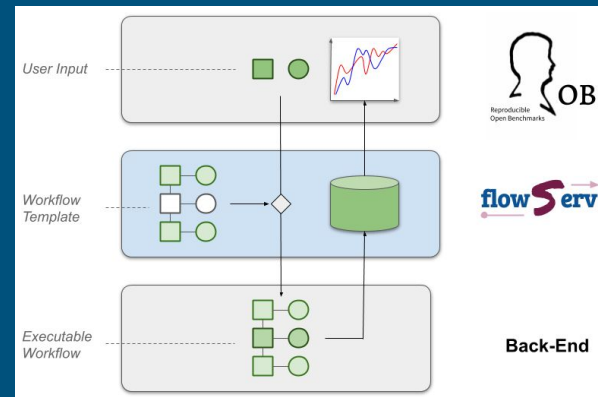 User Input
Reproducible
Open Benchmarks
OB
Workflow
Template
flowServ
Executable
Workflow
Back-End